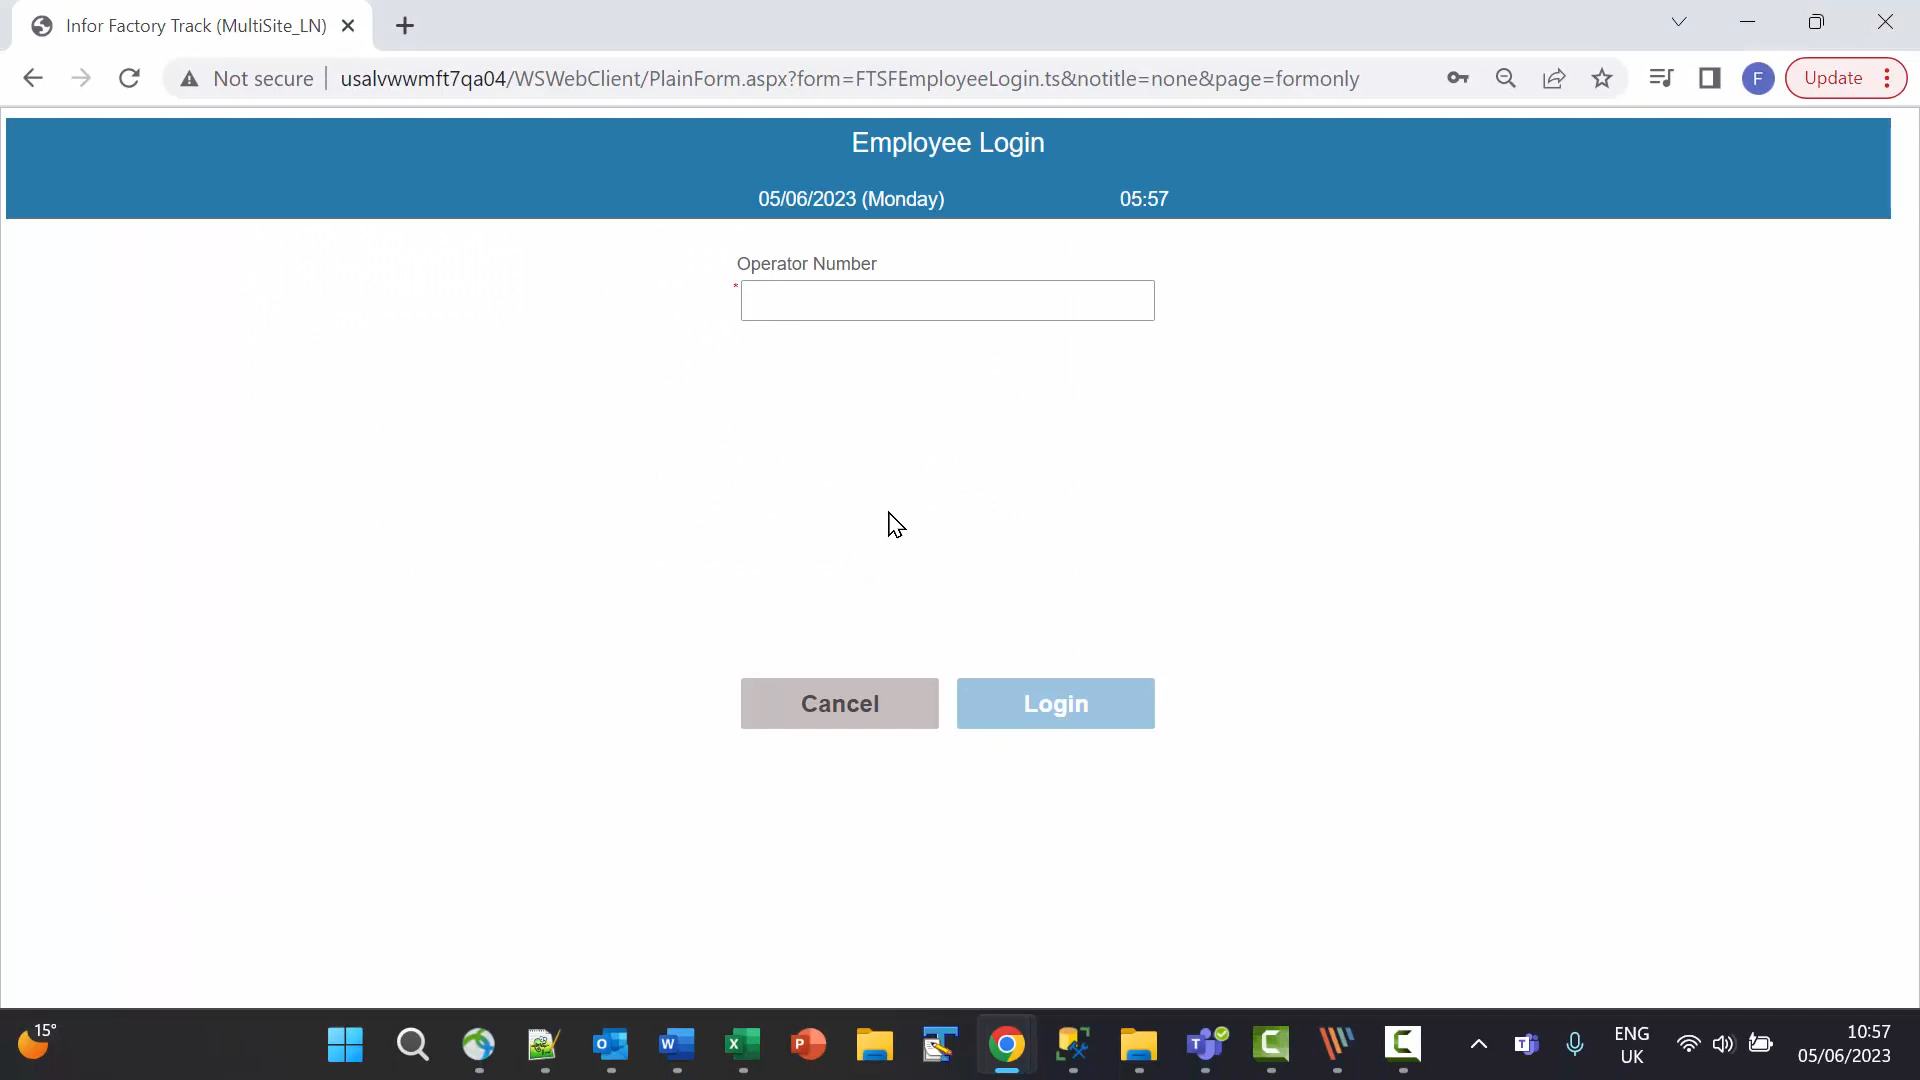 Infor Factory Track (MultiSite_LN)
Not secure
usalvwwmft7qa04/WSWebClient/PlainForm.aspx?form=FTSFEmployeeLogin.ts&notitle=none&page=formonly
F
Update
Employee Login
05/06/2023 (Monday) 05:57
Operator Number
*
Cancel Login
15°
ENG
UK
10:57
05/06/2023